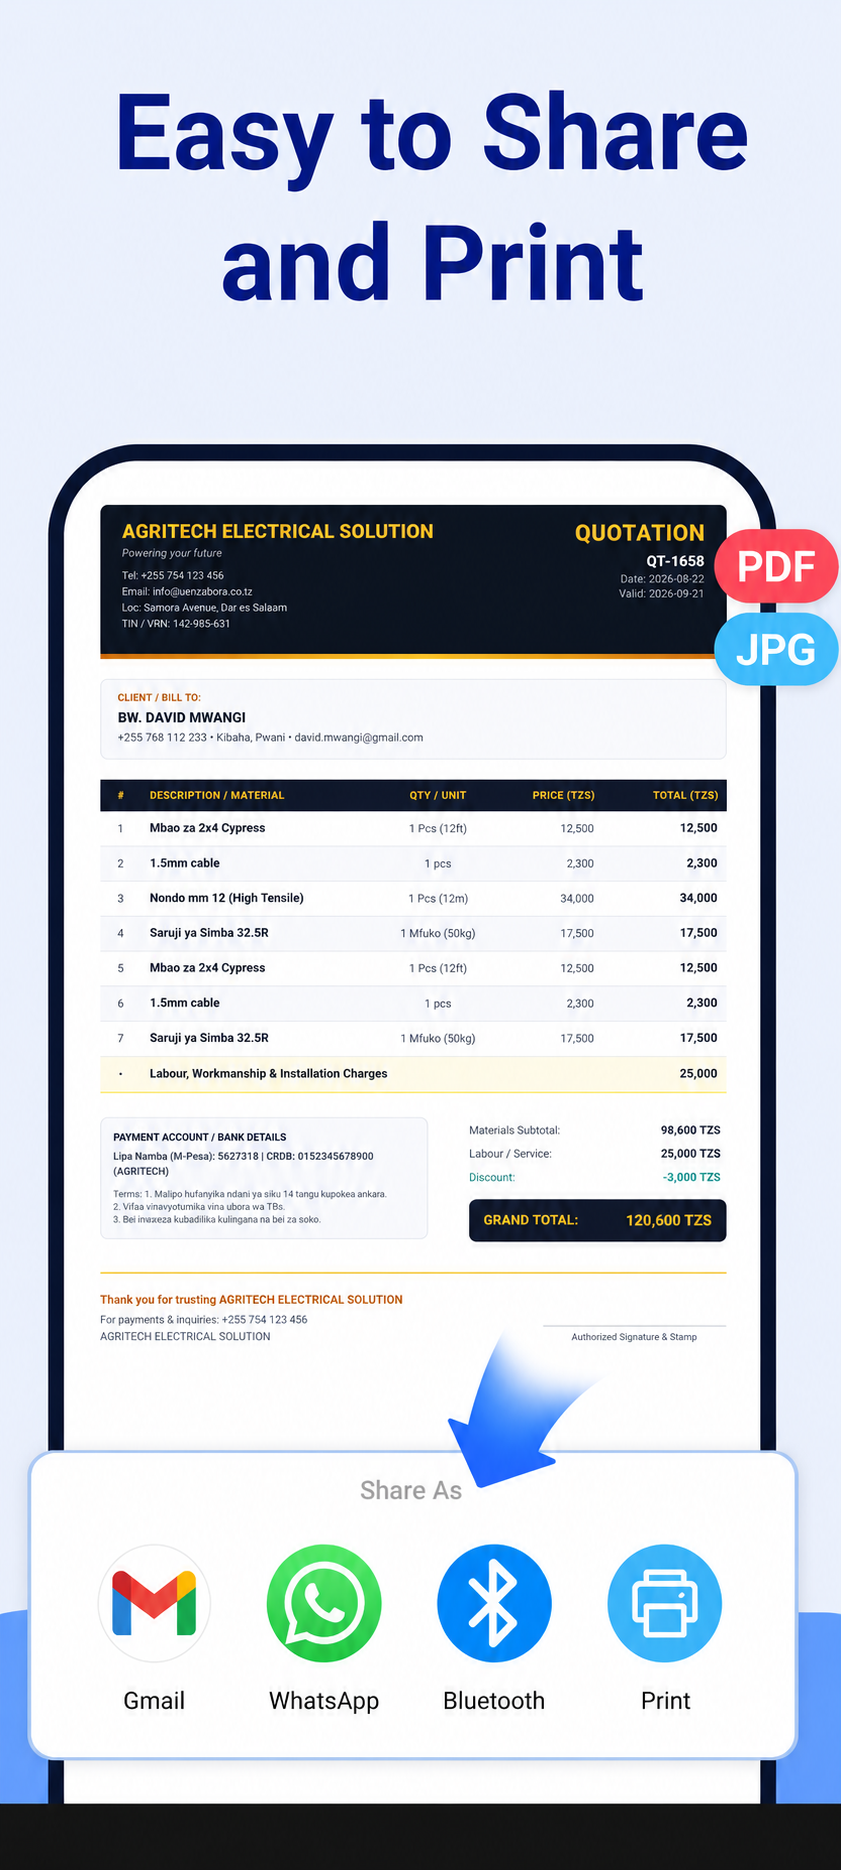 Easy to Share
and Print
AGRITECH ELECTRICAL SOLUTION
Powering your future
Tel: +255 754 123 456
Email: info@uenzabora.co.tz
Loc: Samora Avenue, Dar es Salaam
TIN / VRN: 142-985-631
QUOTATION
QT-1658
Date: 2026-08-22
Valid: 2026-09-21
PDF
JPG
CLIENT / BILL TO:
BW. DAVID MWANGI
+255 768 112 233 • Kibaha, Pwani • david.mwangi@gmail.com
# DESCRIPTION / MATERIAL QTY / UNIT PRICE (TZS) TOTAL (TZS)
1 Mbao za 2x4 Cypress 1 Pcs (12ft) 12,500 12,500
2 1.5mm cable 1 pcs 2,300 2,300
3 Nondo mm 12 (High Tensile) 1 Pcs (12m) 34,000 34,000
4 Saruji ya Simba 32.5R 1 Mfuko (50kg) 17,500 17,500
5 Mbao za 2x4 Cypress 1 Pcs (12ft) 12,500 12,500
6 1.5mm cable 1 pcs 2,300 2,300
7 Saruji ya Simba 32.5R 1 Mfuko (50kg) 17,500 17,500
• Labour, Workmanship & Installation Charges 25,000
PAYMENT ACCOUNT / BANK DETAILS
Lipa Namba (M-Pesa): 5627318 | CRDB: 0152345678900
(AGRITECH)
Terms: 1. Malipo hufanyika ndani ya siku 14 tangu kupokea ankara.
2. Vifaa vinavyotumika vina ubora wa TBs.
3. Bei kubadilika kulingana na bei za soko.
Materials Subtotal: 98,600 TZS
Labour / Service: 25,000 TZS
Discount: -3,000 TZS
GRAND TOTAL: 120,600 TZS
Thank you for trusting AGRITECH ELECTRICAL SOLUTION
For payments & inquiries: +255 754 123 456
AGRITECH ELECTRICAL SOLUTION
Authorized Signature & Stamp
Share As
Gmail
WhatsApp
Bluetooth
Print